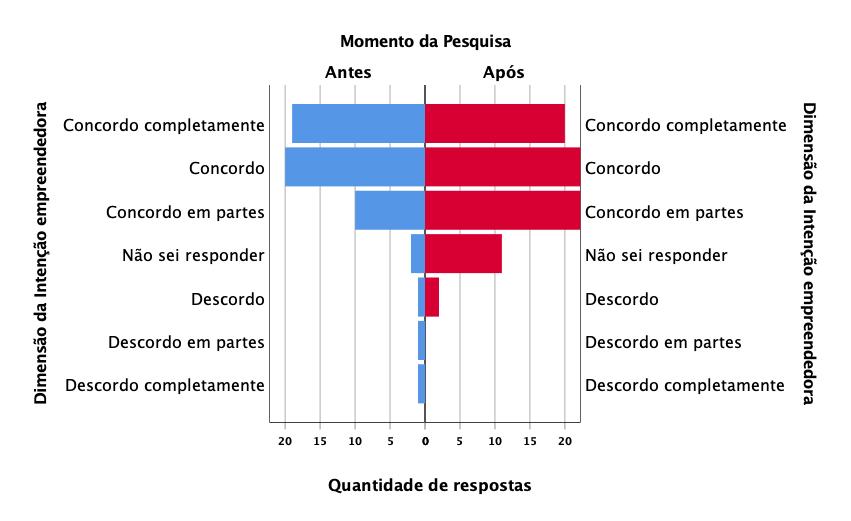 Momento da Pesquisa
Antes
Após
Dimensão da Intenção empreendedora
Concordo completamente
Concordo
Concordo em partes
Não sei responder
Descordo
Descordo em partes
Descordo completamente
Concordo completamente
Concordo
Concordo em partes
Não sei responder
Descordo
Descordo em partes
Descordo completamente
Dimensão da Intenção empreendedora
20 15 10 5 0 5 10 15 20
Quantidade de respostas